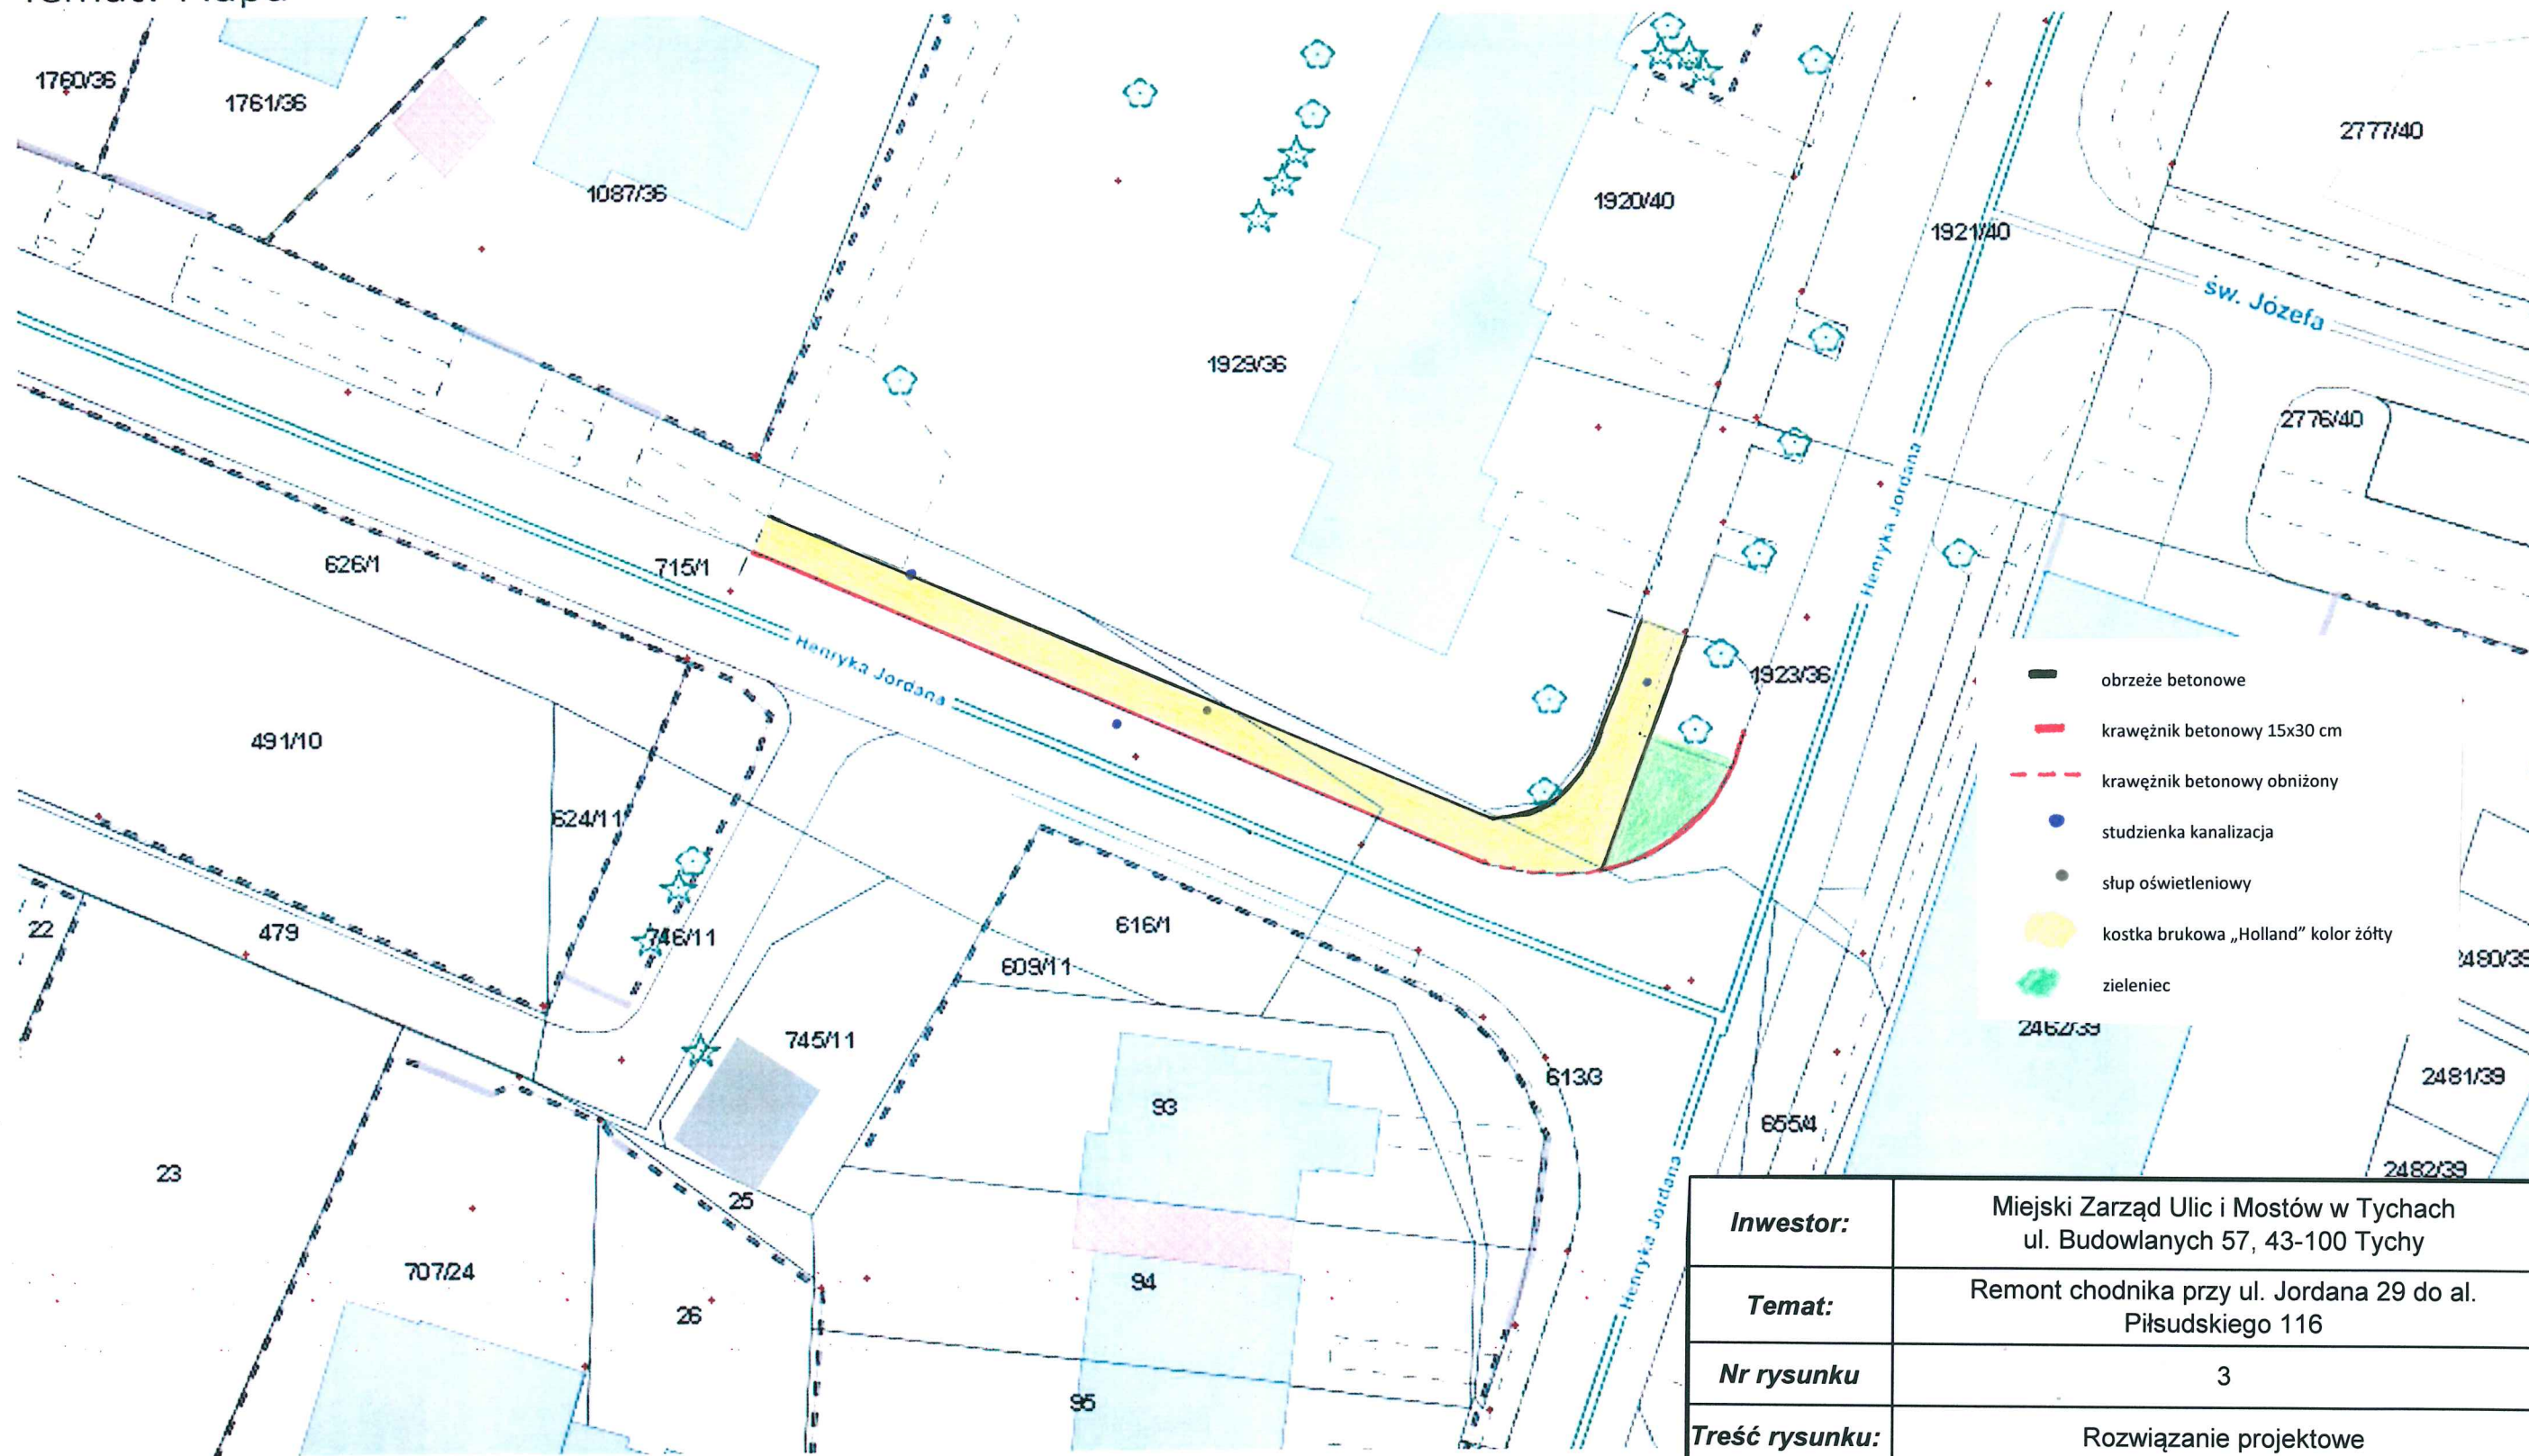 1760/36
1761/36
1087/36
1920/40
1921/40
2777/40
św. Józefa
1929/36
2776/40
Henryka Jordana
626/1
715/1
Henryka Jordana
1923/36
491/10
624/11
746/11
22
479
616/1
609/11
745/11
93
613/3
655/4
2462/39
2480/39
2481/39
2482/39
23
25
707/24
26
94
95
Henryka Jordana
obrzeże betonowe
krawężnik betonowy 15x30 cm
krawężnik betonowy obniżony
studzienka kanalizacja
słup oświetleniowy
kostka brukowa „Holland” kolor żółty
zieleniec
Inwestor:
Miejski Zarząd Ulic i Mostów w Tychach
ul. Budowlanych 57, 43-100 Tychy
Temat:
Remont chodnika przy ul. Jordana 29 do al.
Piłsudskiego 116
Nr rysunku
3
Treść rysunku:
Rozwiązanie projektowe